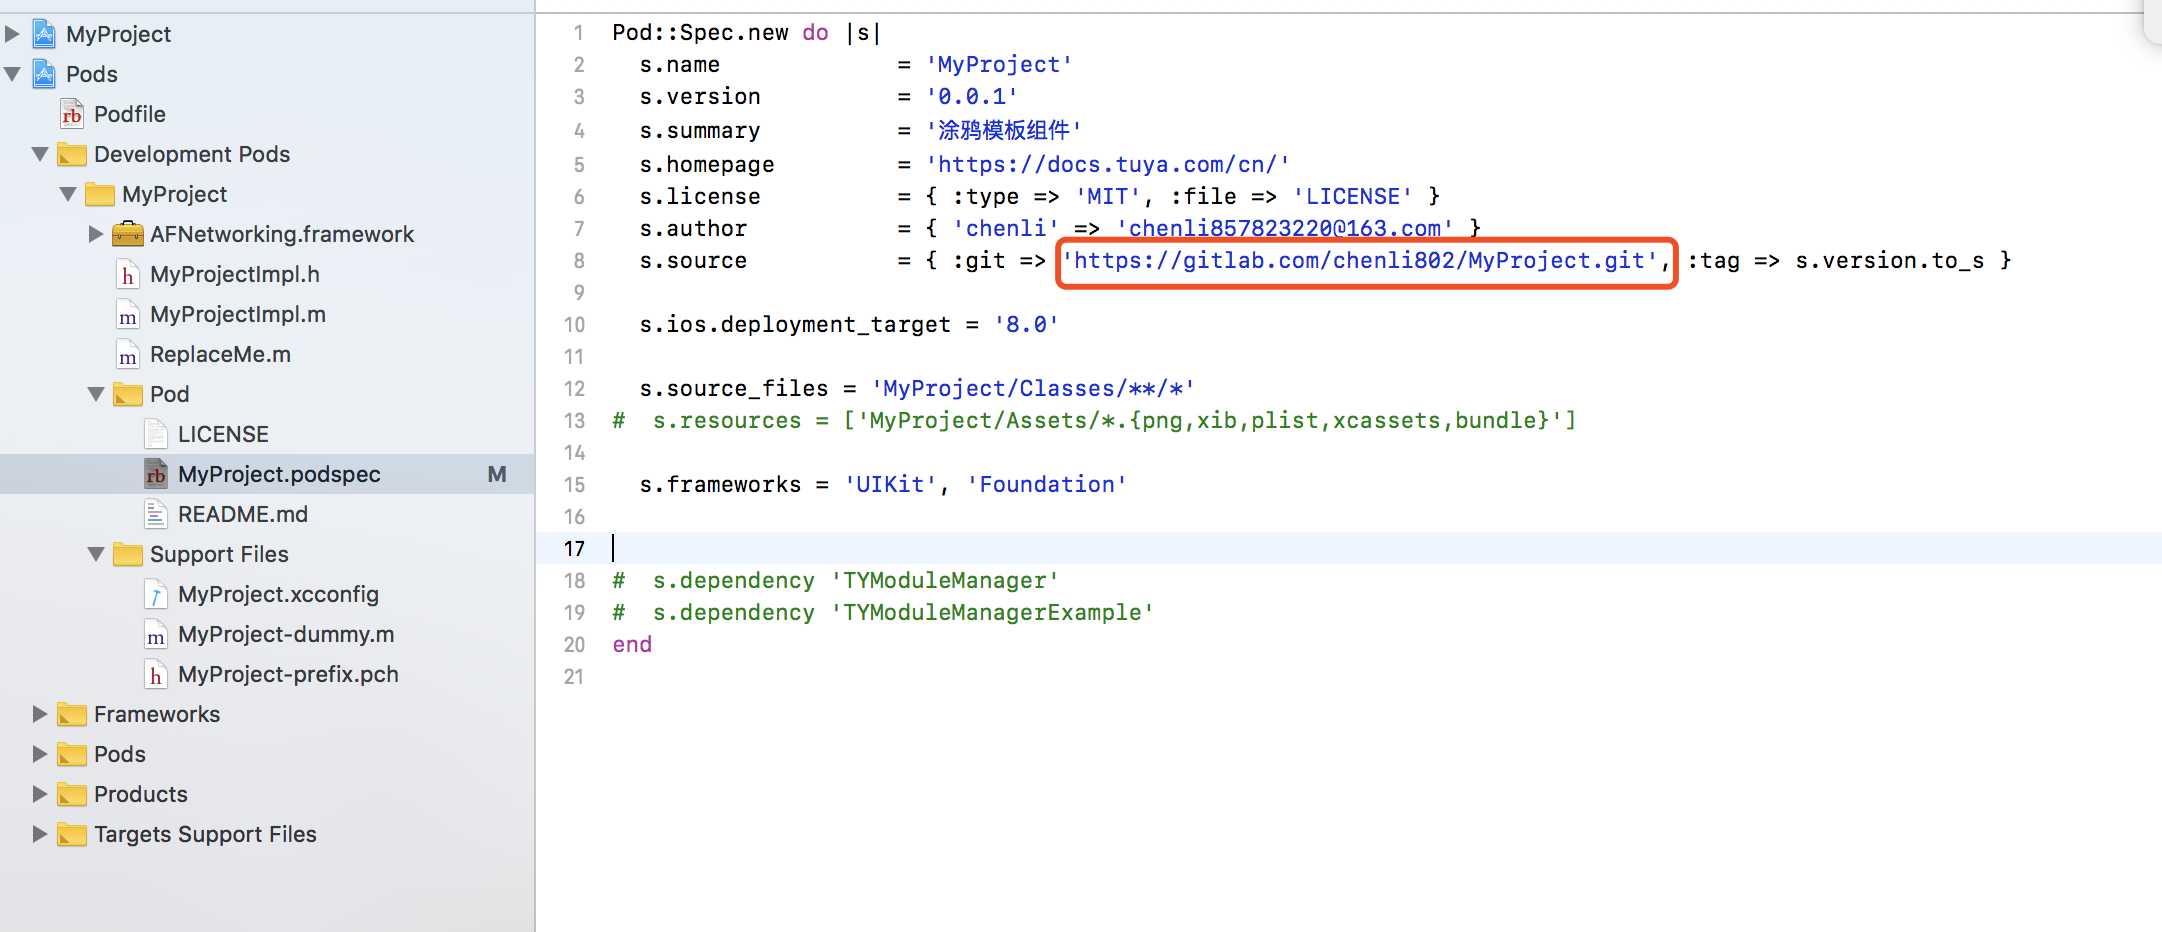 MyProject
Pods
Podfile
Development Pods
MyProject
AFNetworking.framework
h MyProjectImpl.h
m MyProjectImpl.m
m ReplaceMe.m
Pod
LICENSE
rb MyProject.podspec M
README.md
Support Files
MyProject.xcconfig
m MyProject-dummy.m
h MyProject-prefix.pch
Frameworks
Pods
Products
Targets Support Files
1 Pod::Spec.new do |s|
2 s.name = 'MyProject'
3 s.version = '0.0.1'
4 s.summary = '涂鸦模板组件'
5 s.homepage = 'https://docs.tuya.com/cn/'
6 s.license = { :type => 'MIT', :file => 'LICENSE' }
7 s.author = { 'chenli' => 'chenli857823220@163.com' }
8 s.source = { :git => 'https://gitlab.com/chenli802/MyProject.git', :tag => s.version.to_s }
9
10 s.ios.deployment_target = '8.0'
11
12 s.source_files = 'MyProject/Classes/**/*'
13 # s.resources = ['MyProject/Assets/*.{png,xib,plist,xcassets,bundle}']
14
15 s.frameworks = 'UIKit', 'Foundation'
16
17
18 # s.dependency 'TYModuleManager'
19 # s.dependency 'TYModuleManagerExample'
20 end
21